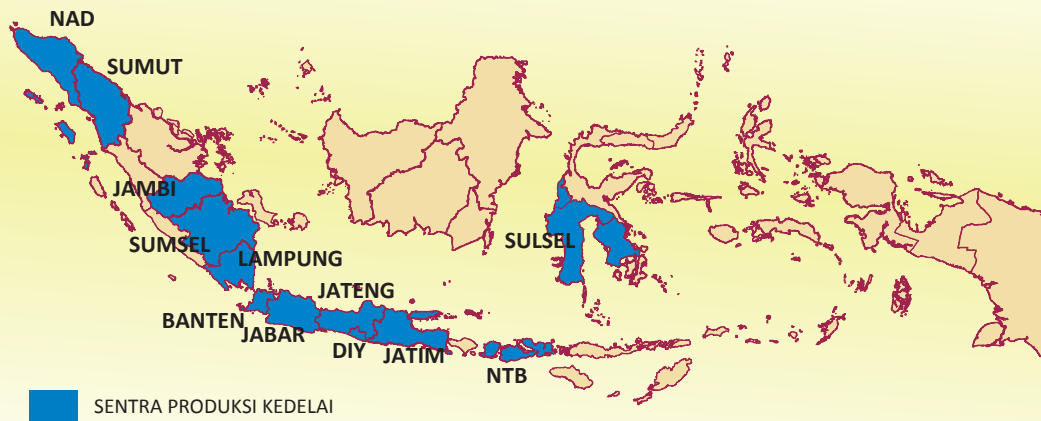 NAD
SUMUT
JAMBI
SUMSEL
LAMPUNG
SULSEL
JATENG
BANTEN
JABAR
DIY
JATIM
NTB
SENTRA PRODUKSI KEDELAI